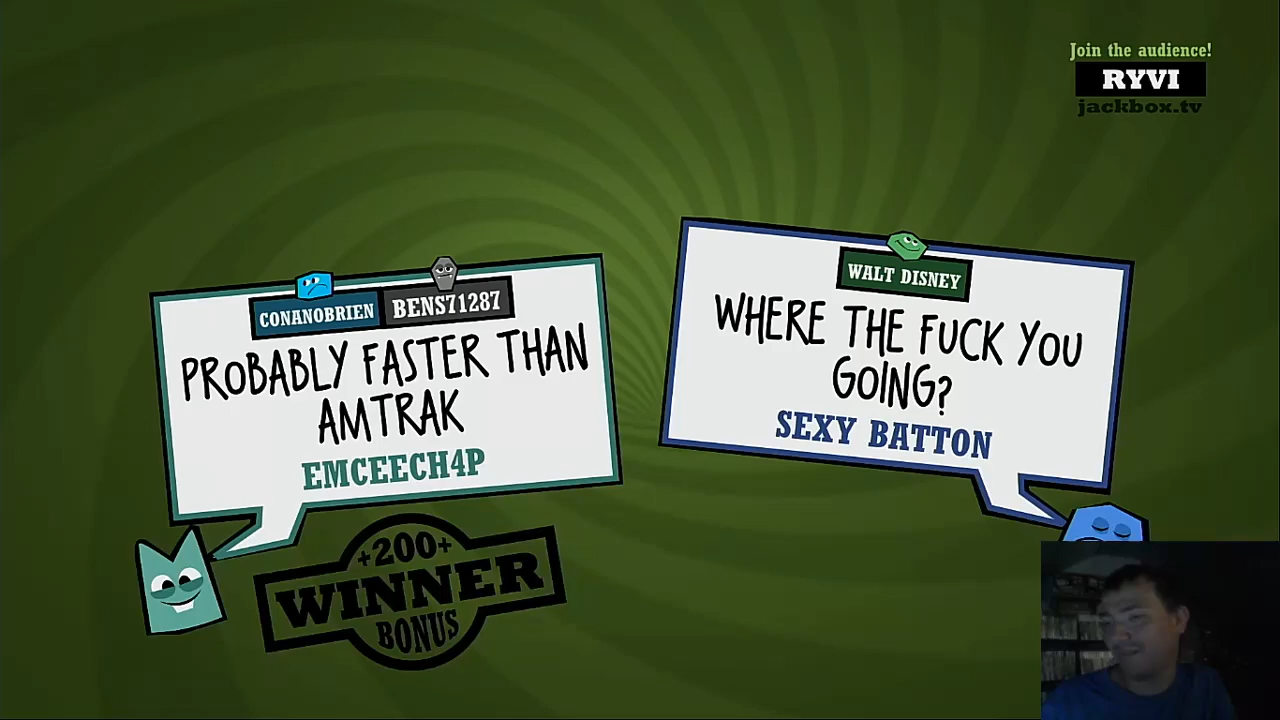 Join the audience!
RYVI
jackbox.tv
CONANOBRIEN BENS71287
PROBABLY FASTER THAN
AMTRAK
EMCEECH4P
+200+
WINNER
BONUS
WALT DISNEY
WHERE THE FUCK YOU
GOING?
SEXY BATTON